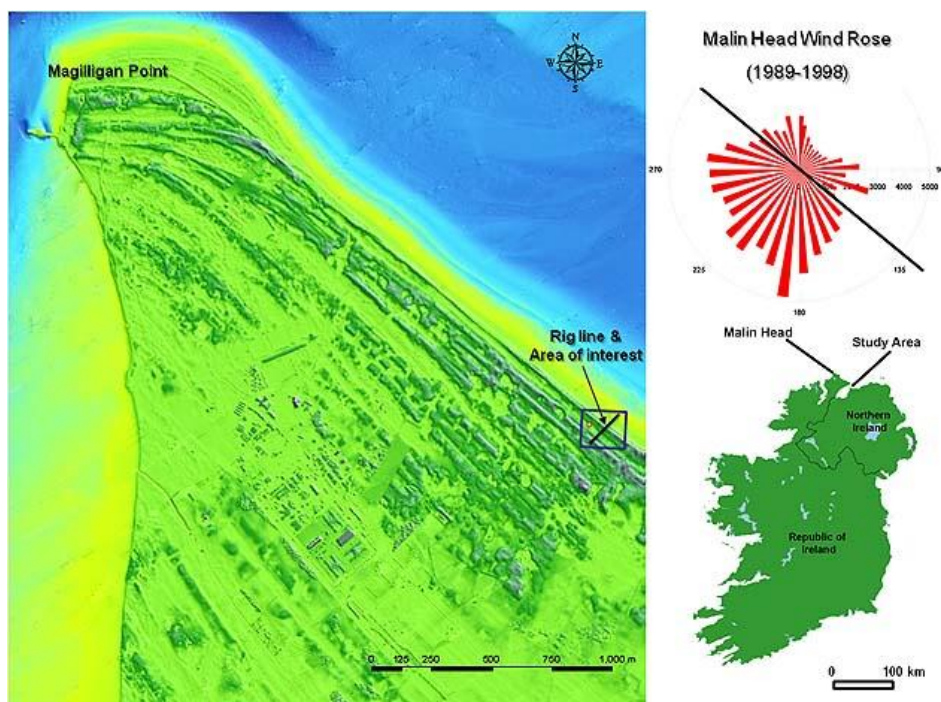 Magilligan Point
N
W
E
S
Rig line &
Area of interest
0 125 250 500 750 1,000 m
Malin Head Wind Rose
(1989-1998)
270
3000 4000 5000
225
135
180
Malin Head
Study Area
Northern
Ireland
Republic of
Ireland
0 100 km